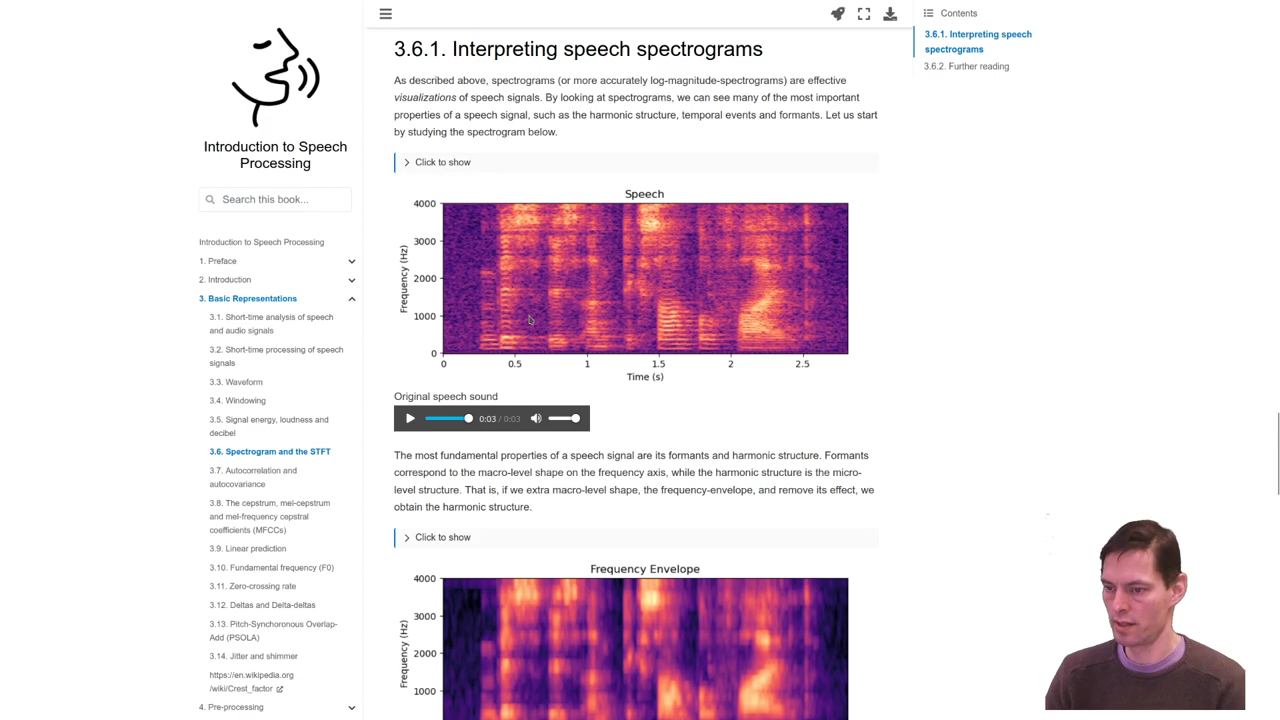 Introduction to Speech
Processing
Search this book...
Introduction to Speech Processing
1. Preface
2. Introduction
3. Basic Representations
3.1. Short-time analysis of speech
and audio signals
3.2. Short-time processing of speech
signals
3.3. Waveform
3.4. Windowing
3.5. Signal energy, loudness and
decibel
3.6. Spectrogram and the STFT
3.7. Autocorrelation and
autocovariance
3.8. The cepstrum, mel-cepstrum
and mel-frequency cepstral
coefficients (MFCCs)
3.9. Linear prediction
3.10. Fundamental frequency (F0)
3.11. Zero-crossing rate
3.12. Deltas and Delta-deltas
3.13. Pitch-Synchoronous Overlap-
Add (PSOLA)
3.14. Jitter and shimmer
https://en.wikipedia.org
/wiki/Crest_factor
4. Pre-processing
3.6.1. Interpreting speech spectrograms
As described above, spectrograms (or more accurately log-magnitude-spectrograms) are effective
visualizations of speech signals. By looking at spectrograms, we can see many of the most important
properties of a speech signal, such as the harmonic structure, temporal events and formants. Let us start
by studying the spectrogram below.
Click to show
Speech
4000
3000
2000
1000
0
Frequency (Hz)
0 0.5 1 1.5 2 2.5
Time (s)
Original speech sound
0:03 / 0:03
The most fundamental properties of a speech signal are its formants and harmonic structure. Formants
correspond to the macro-level shape on the frequency axis, while the harmonic structure is the micro-
level structure. That is, if we extra macro-level shape, the frequency-envelope, and remove its effect, we
obtain the harmonic structure.
Click to show
Frequency Envelope
4000
3000
2000
1000
Frequency (Hz)
Contents
3.6.1. Interpreting speech
spectrograms
3.6.2. Further reading